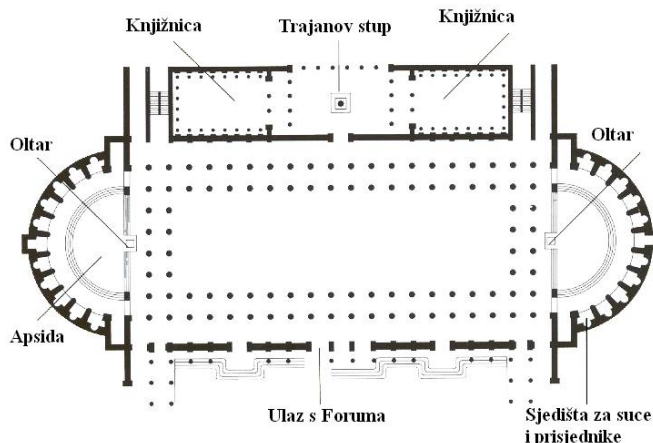 Knjižnica
Trajanov stup
Knjižnica
Oltar
Oltar
Apsida
Ulaz s Foruma
Sjedišta za suce
i prisjednike